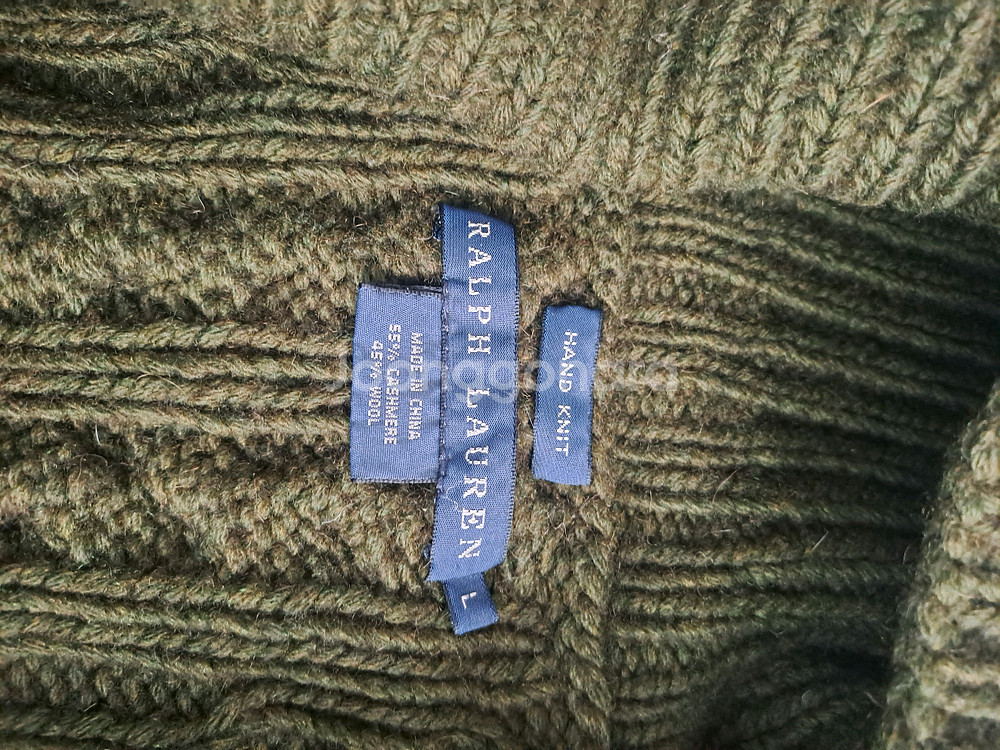 HAND KNIT
RALPH LAUREN
L
MADE IN CHINA
55% CASHMERE
45% WOOL